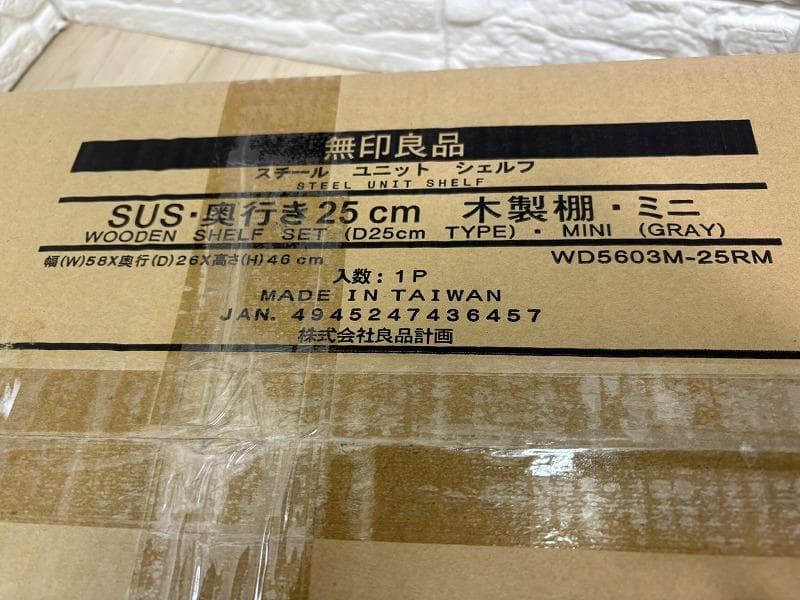 無印良品
スチール ユニット シェルフ
STEEL UNIT SHELF
SUS・奥行き25cm 木製棚・ミニ
WOODEN SHELF SET (D25cm TYPE)・MINI (GRAY)
幅(W)58X奥行(D)26X高さ(H)46cm WD5603M-25RM
入数:1P
MADE IN TAIWAN
JAN. 4945247436457
株式会社良品計画